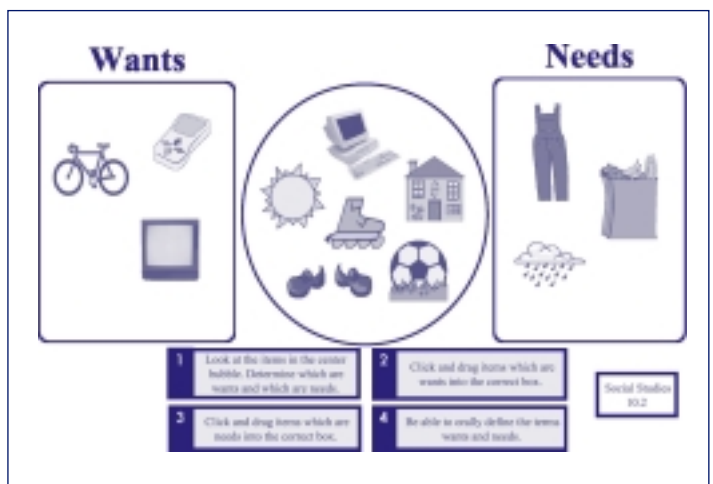 Wants
Needs
1
Look at the items in the center
bubble. Determine which are
wants and which are needs.
2
Click and drag items which are
wants into the correct box.
3
Click and drag items which are
needs into the correct box.
4
Be able to orally define the terms
wants and needs.
Social Studies
10.2